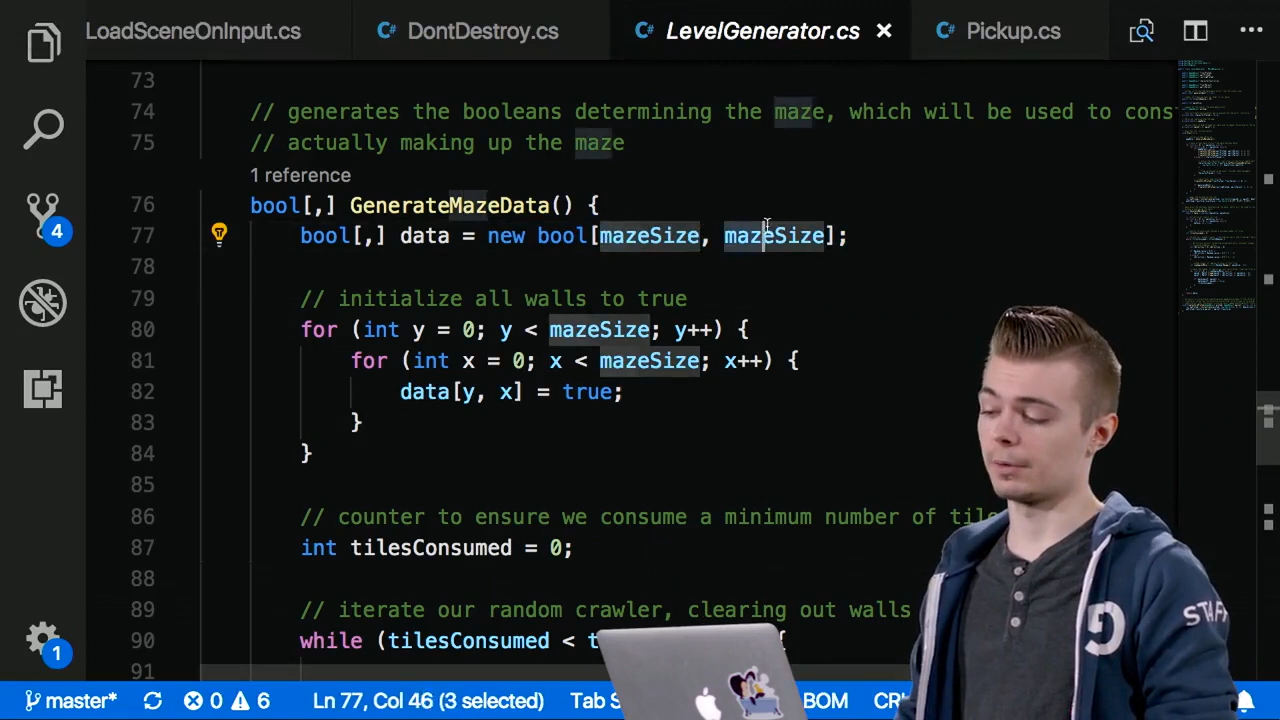 LoadSceneOnInput.cs
C# DontDestroy.cs
C# LevelGenerator.cs ×
C# Pickup.cs
73
74 // generates the booleans determining the maze, which will be used to cons
75 // actually making up the maze
1 reference
76 bool[,] GenerateMazeData() {
77 bool[,] data = new bool[mazeSize, mazeSize];
78
79 // initialize all walls to true
80 for (int y = 0; y < mazeSize; y++) {
81 for (int x = 0; x < mazeSize; x++) {
82 data[y, x] = true;
83 }
84 }
85
86 // counter to ensure we consume a minimum number of
87 int tilesConsumed = 0;
88
89 // iterate our random crawler, clearing out walls
90 while (tilesConsumed < {
91
4
1
STAFF
master* 0 6 Ln 77, Col 46 (3 selected) Tab BOM